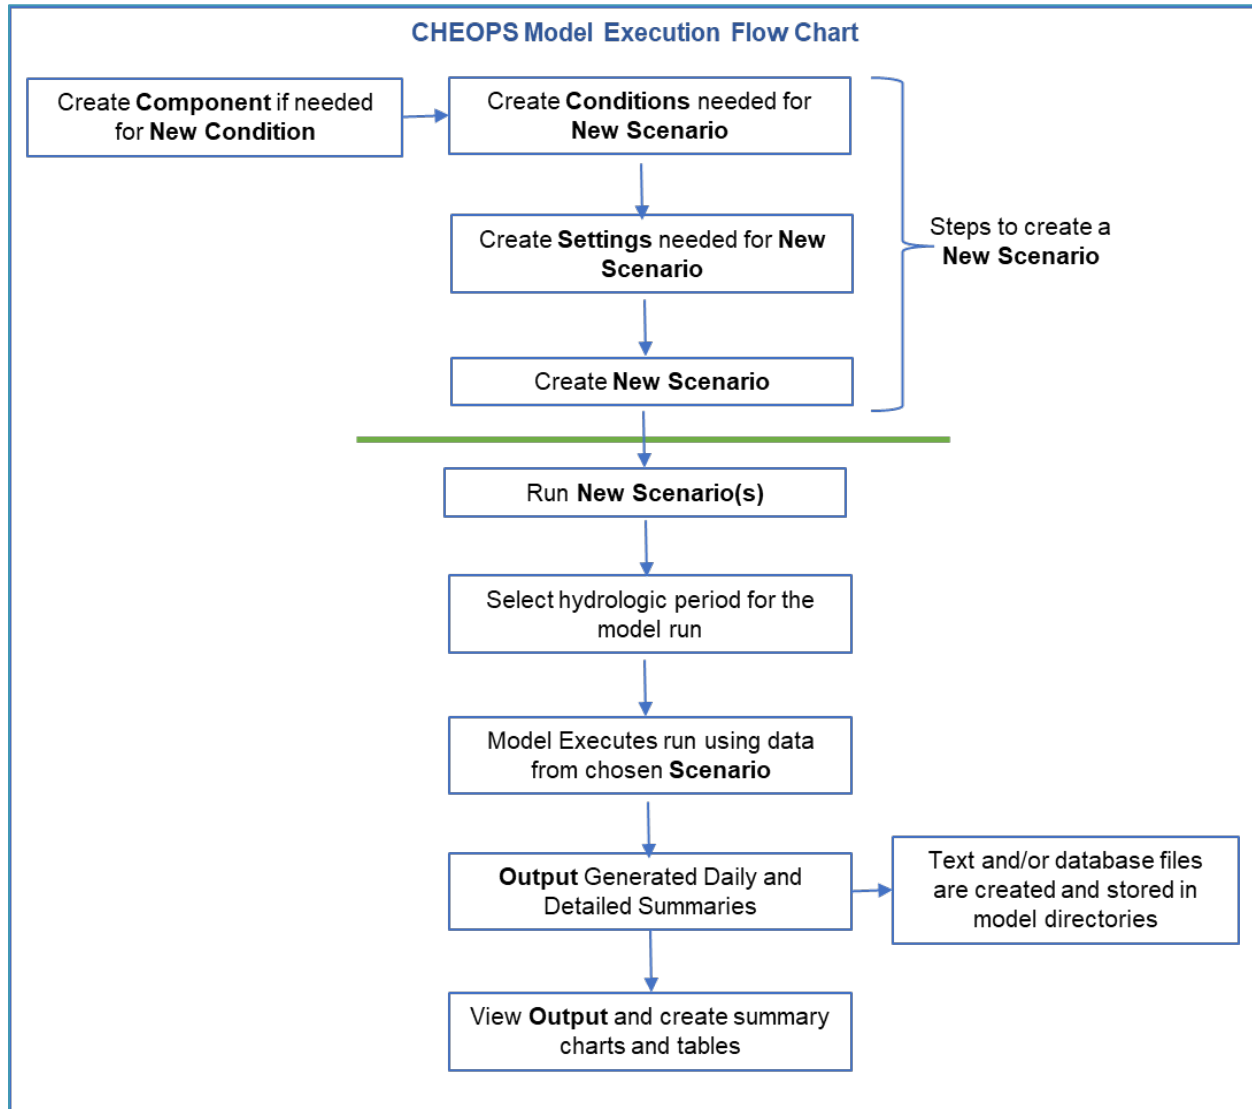 CHEOPS Model Execution Flow Chart
Create Component if needed
for New Condition
Create Conditions needed for
New Scenario
Create Settings needed for New
Scenario
Steps to create a
New Scenario
Create New Scenario
Run New Scenario(s)
Select hydrologic period for the
model run
Model Executes run using data
from chosen Scenario
Output Generated Daily and
Detailed Summaries
Text and/or database files
are created and stored in
model directories
View Output and create summary
charts and tables